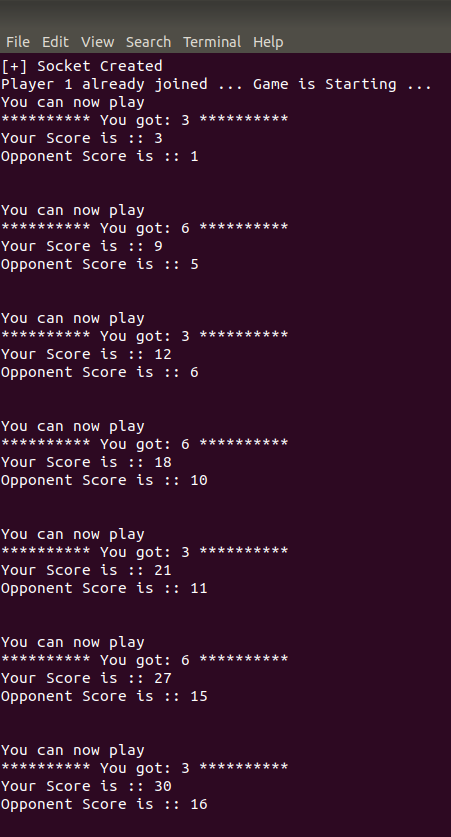 File Edit View Search Terminal Help
[+] Socket Created
Player 1 already joined ... Game is Starting ...
You can now play
********** You got: 3 **********
Your Score is :: 3
Opponent Score is :: 1
You can now play
********** You got: 6 **********
Your Score is :: 9
Opponent Score is :: 5
You can now play
********** You got: 3 **********
Your Score is :: 12
Opponent Score is :: 6
You can now play
********** You got: 6 **********
Your Score is :: 18
Opponent Score is :: 10
You can now play
********** You got: 3 **********
Your Score is :: 21
Opponent Score is :: 11
You can now play
********** You got: 6 **********
Your Score is :: 27
Opponent Score is :: 15
You can now play
********** You got: 3 **********
Your Score is :: 30
Opponent Score is :: 16